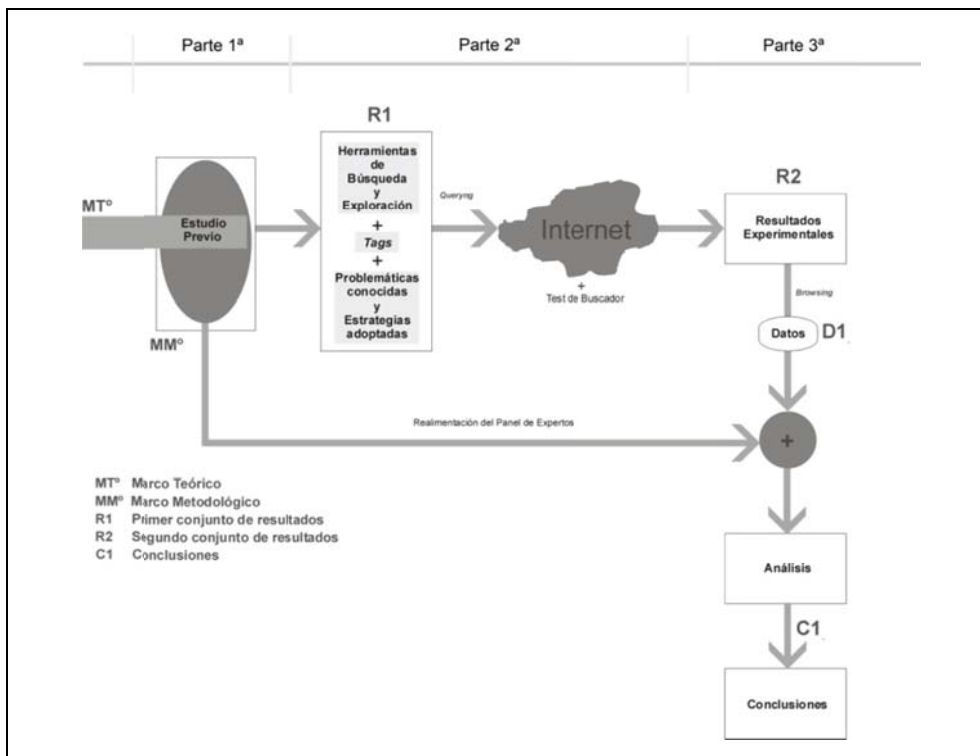 Parte 1ª
Parte 2ª
Parte 3ª
R1
Herramientas
de
Búsqueda
y
Exploración
+
Tags
+
Problemáticas
conocidas
y
Estrategias
adoptadas
MTº
Estudio
Previo
MMº
Queryng
Internet
+
Test de Buscador
R2
Resultados
Experimentales
Browsing
Datos
D1
Realimentación del Panel de Expertos
+
Análisis
C1
Conclusiones
MTº Marco Teórico
MMº Marco Metodológico
R1 Primer conjunto de resultados
R2 Segundo conjunto de resultados
C1 Conclusiones